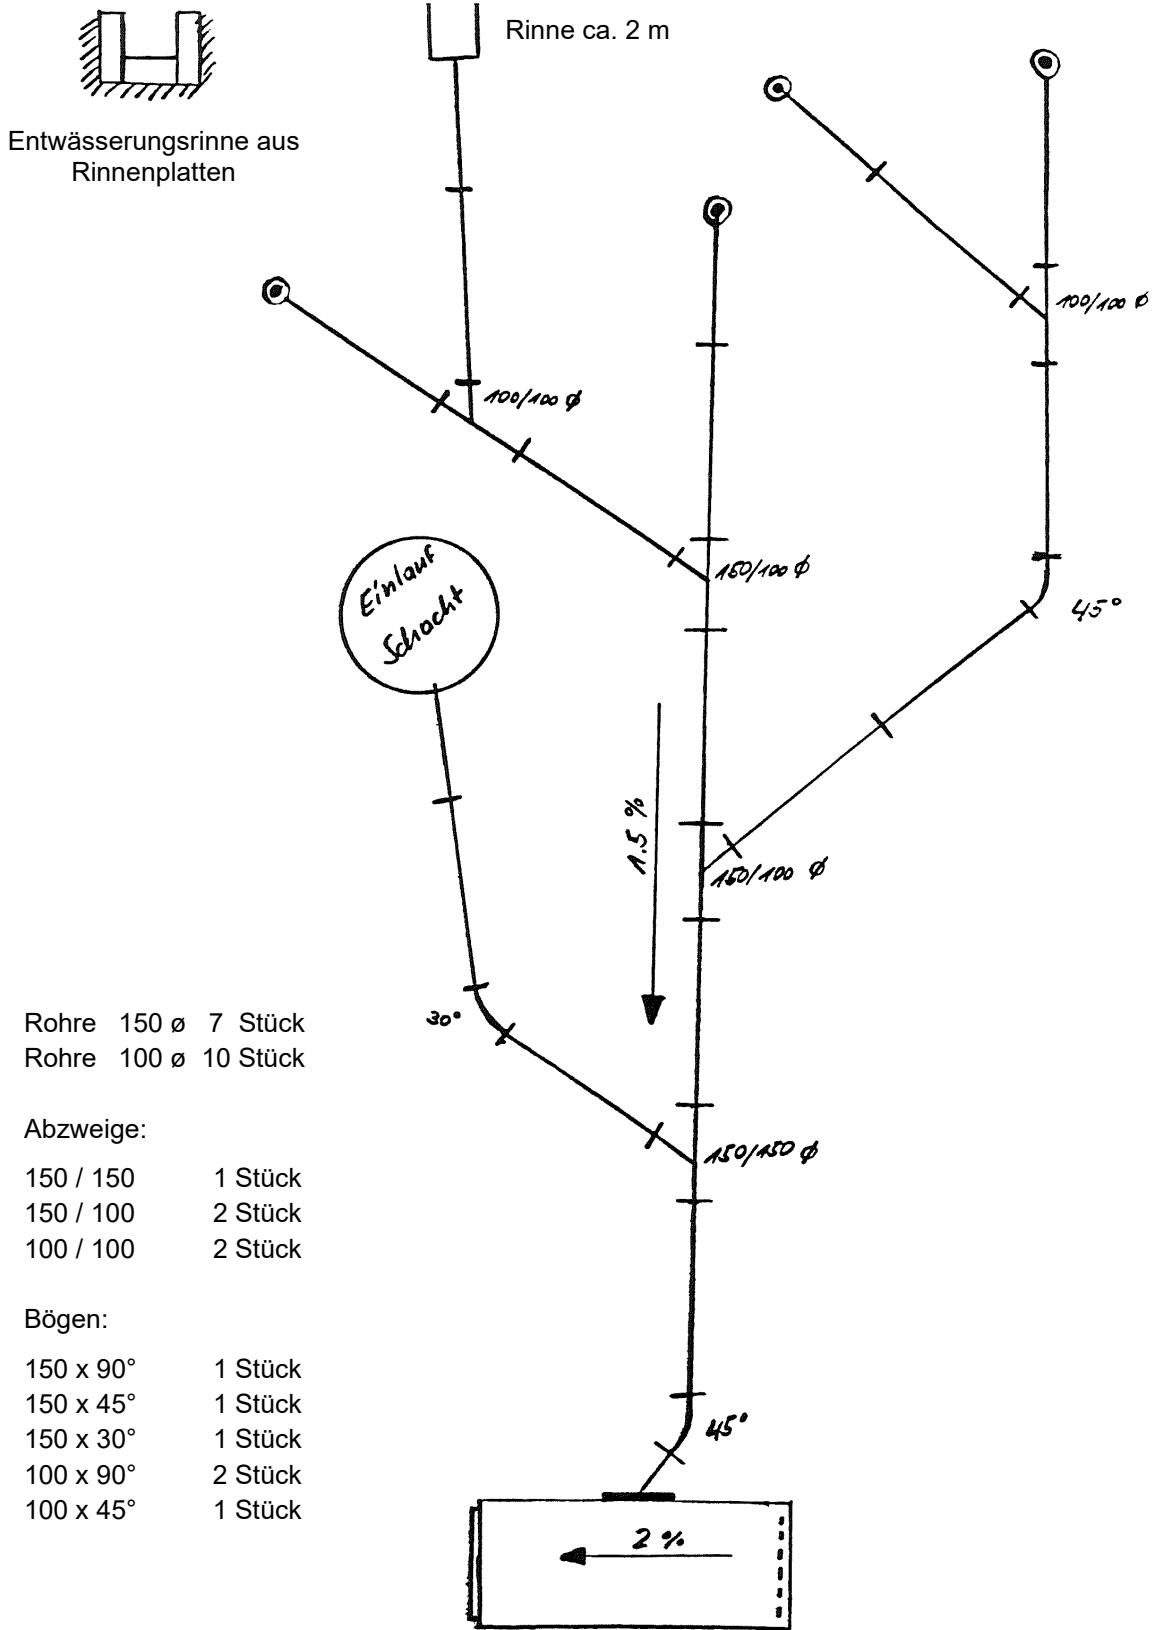 Rinne ca. 2 m
Entwässerungsrinne aus
Rinnenplatten
100/100 ø
100/100 ø
150/100 ø
Einlauf
Schacht
45°
1.5 %
150/100 ø
30°
150/150 ø
Rohre 150 ø 7 Stück
Rohre 100 ø 10 Stück
Abzweige:
150 / 150 1 Stück
150 / 100 2 Stück
100 / 100 2 Stück
Bögen:
150 x 90° 1 Stück
150 x 45° 1 Stück
150 x 30° 1 Stück
100 x 90° 2 Stück
100 x 45° 1 Stück
45°
2 %